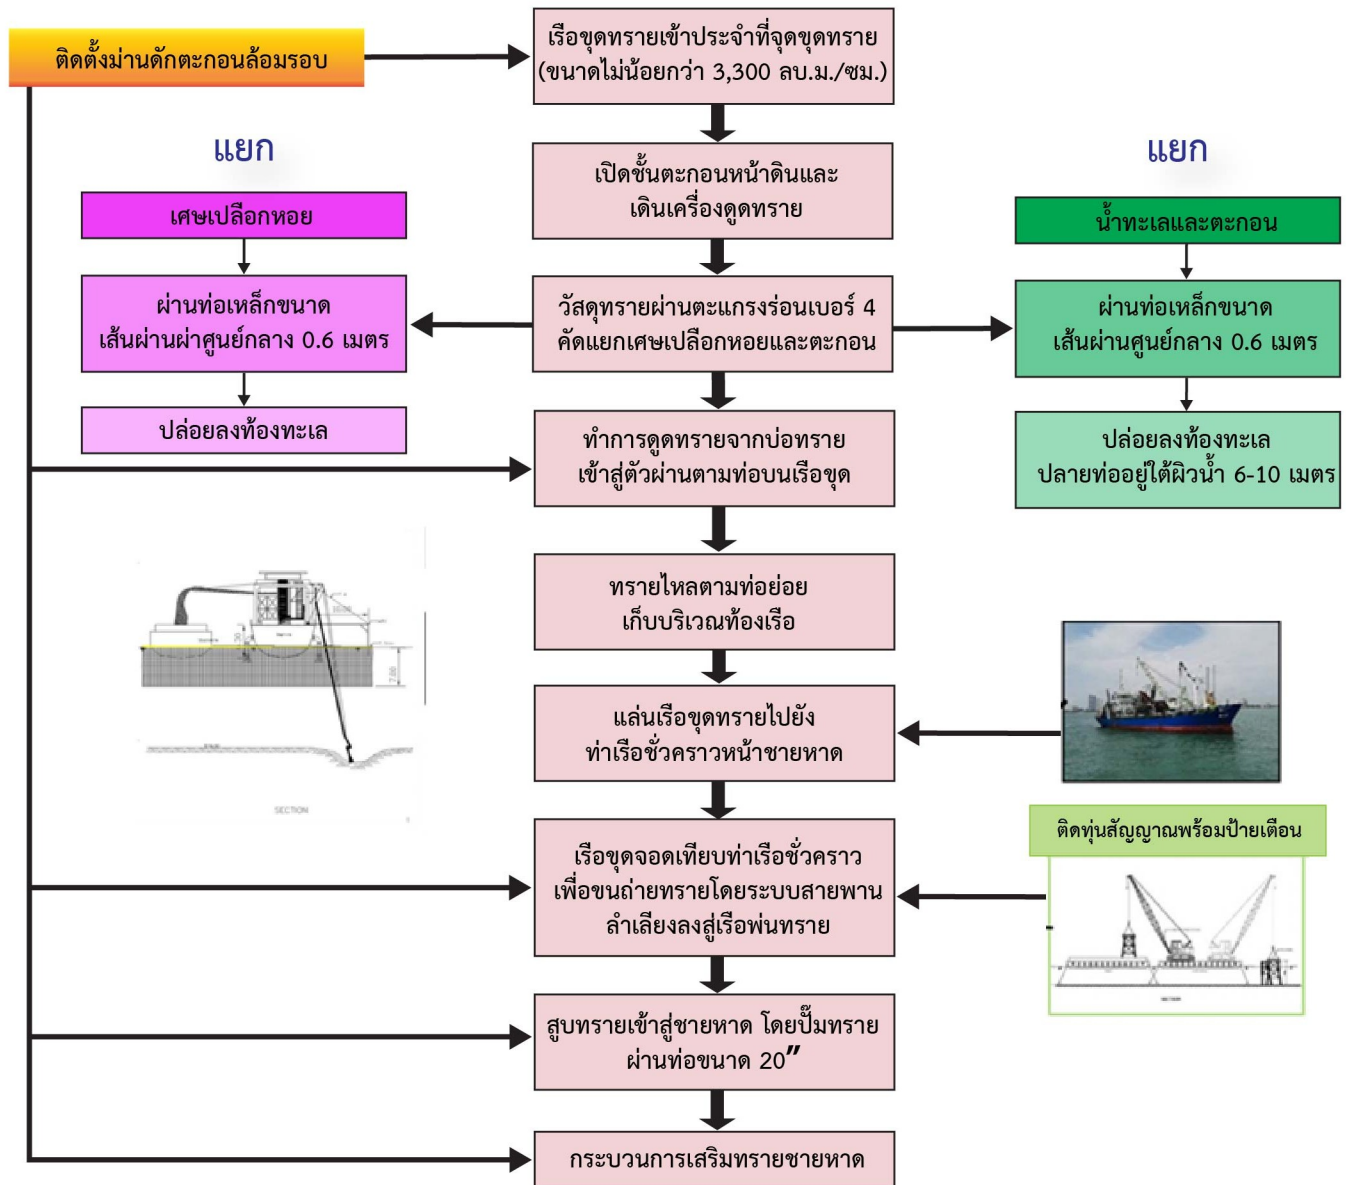 ติดตั้งม่านดักตะกอนล้อมรอบ
เรือขุดทรายเข้าประจำที่จุดขุดทราย
(ขนาดไม่น้อยกว่า 3,300 ลบ.ม./ซม.)
แยก
เปิดชั้นตะกอนหน้าดินและ
เดินเครื่องดูดทราย
แยก
เศษเปลือกหอย
น้ำทะเลและตะกอน
ผ่านท่อเหล็กขนาด
เส้นผ่านผ่าศูนย์กลาง 0.6 เมตร
วัสดุทรายผ่านตะแกรงร่อนเบอร์ 4
คัดแยกเศษเปลือกหอยและตะกอน
ผ่านท่อเหล็กขนาด
เส้นผ่านศูนย์กลาง 0.6 เมตร
ปล่อยลงท้องทะเล
ทำการดูดทรายจากบ่อทราย
เข้าสู่ตัวผ่านตามท่อบนเรือขุด
ปล่อยลงท้องทะเล
ปลายท่ออยู่ใต้ผิวน้ำ 6-10 เมตร
ทรายไหลตามท่อย่อย
เก็บบริเวณท้องเรือ
7.00
SECTION
แล่นเรือขุดทรายไปยัง
ท่าเรือชั่วคราวหน้าชายหาด
เรือขุดจอดเทียบท่าเรือชั่วคราว
เพื่อขนถ่ายทรายโดยระบบสายพาน
ลำเลียงลงสู่เรือพ่นทราย
ติดทุ่นสัญญาณพร้อมป้ายเตือน
สูบทรายเข้าสู่ชายหาด โดยปั๊มทราย
ผ่านท่อขนาด 20"
กระบวนการเสริมทรายชายหาด